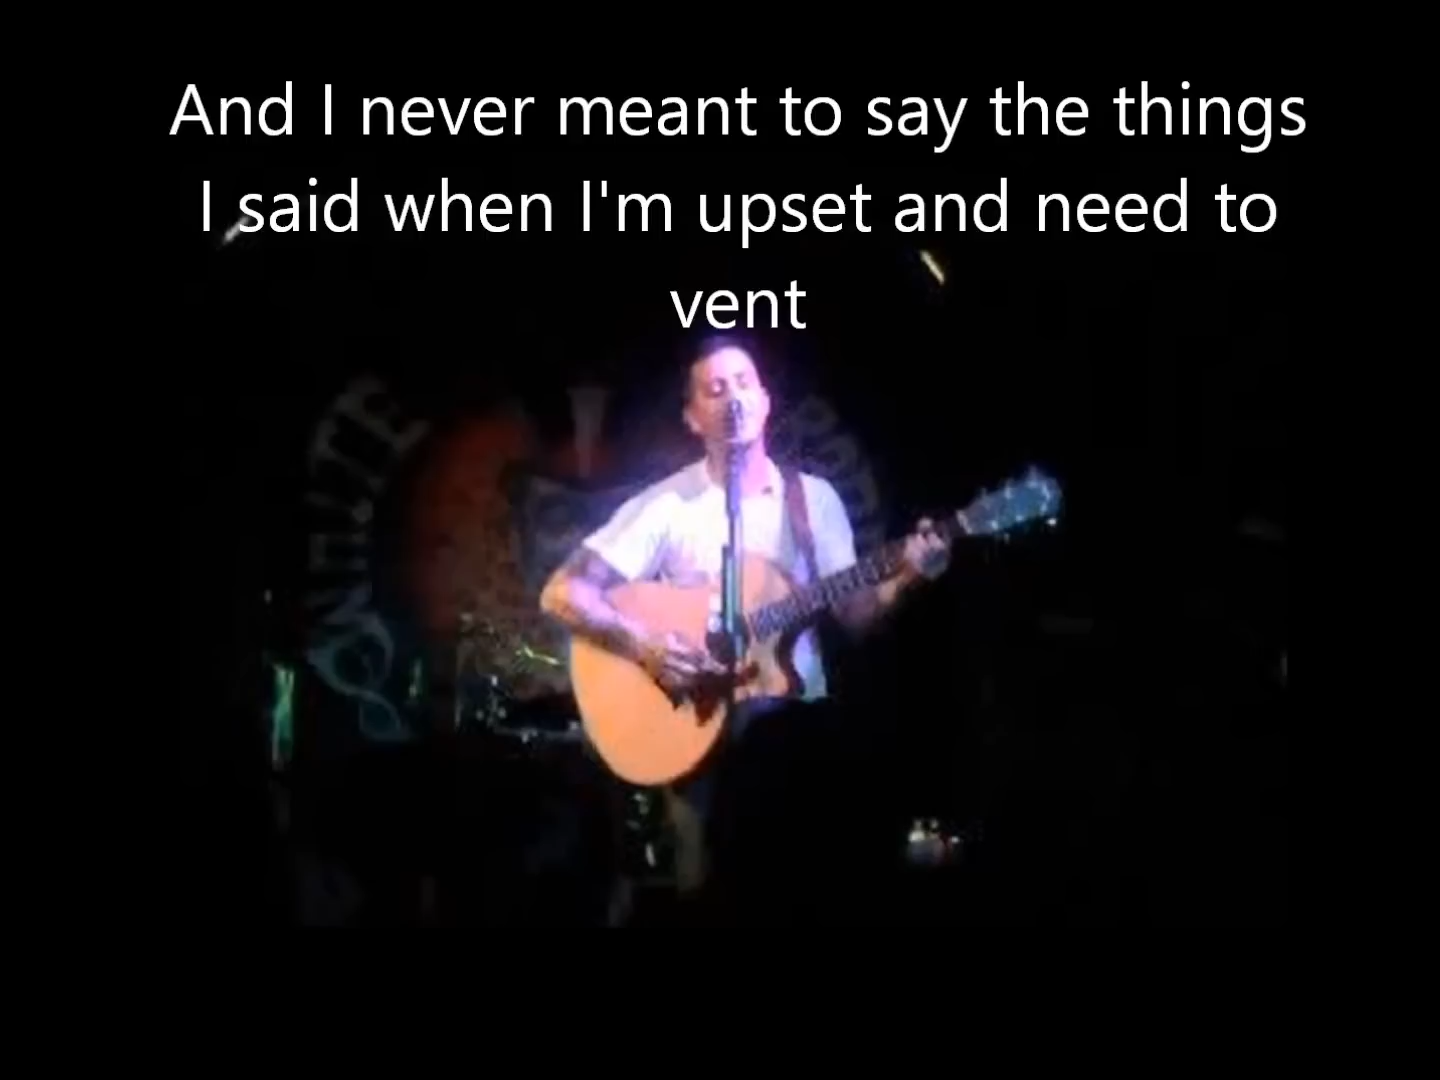 And I never meant to say the things
I said when I'm upset and need to
vent